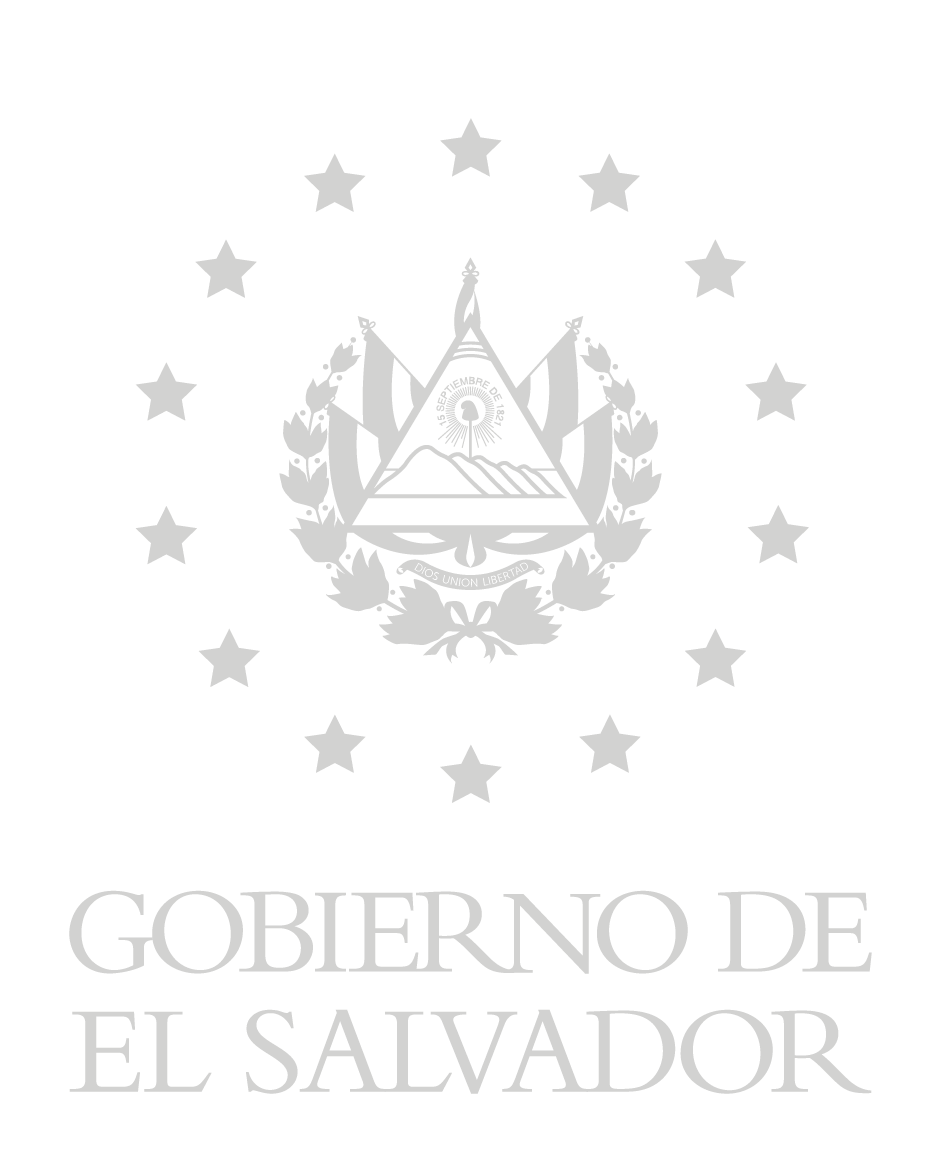 15 SEPTIEMBRE DE 1821
DIOS UNION LIBERTAD
GOBIERNO DE
EL SALVADOR